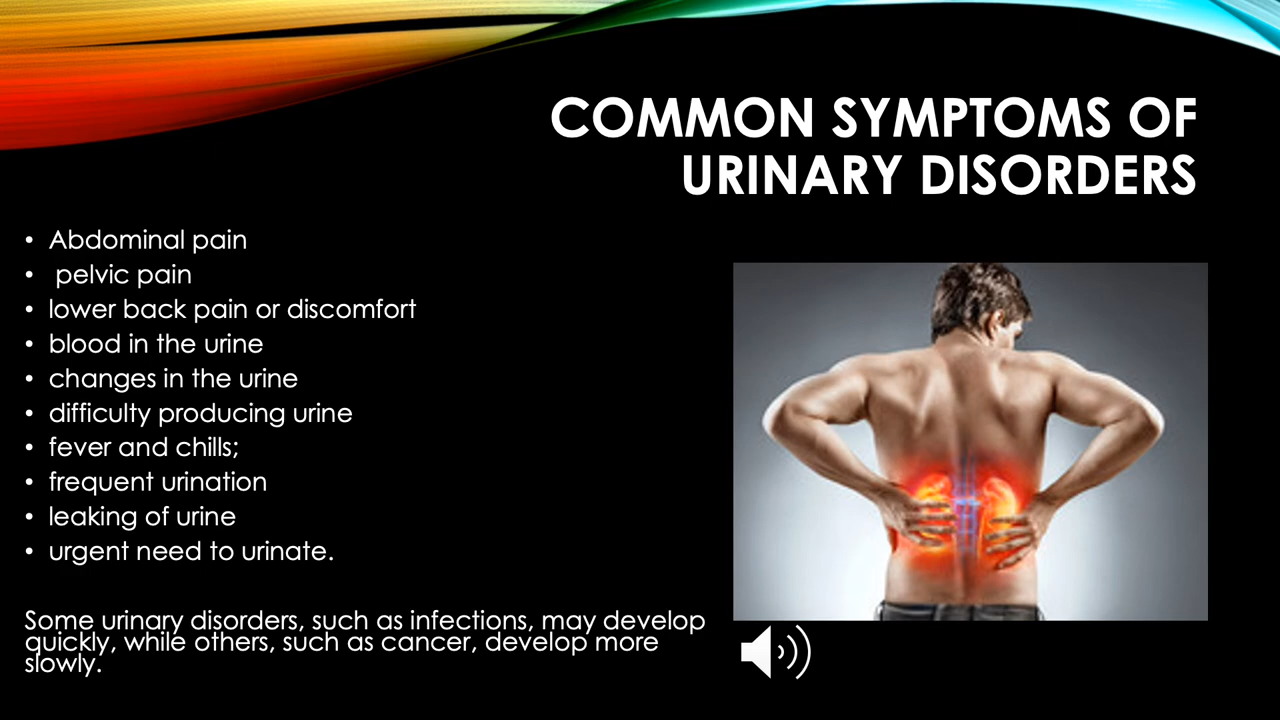 COMMON SYMPTOMS OF
URINARY DISORDERS
• Abdominal pain
• pelvic pain
• lower back pain or discomfort
• blood in the urine
• changes in the urine
• difficulty producing urine
• fever and chills;
• frequent urination
• leaking of urine
• urgent need to urinate.
Some urinary disorders, such as infections, may develop
quickly, while others, such as cancer, develop more
slowly.